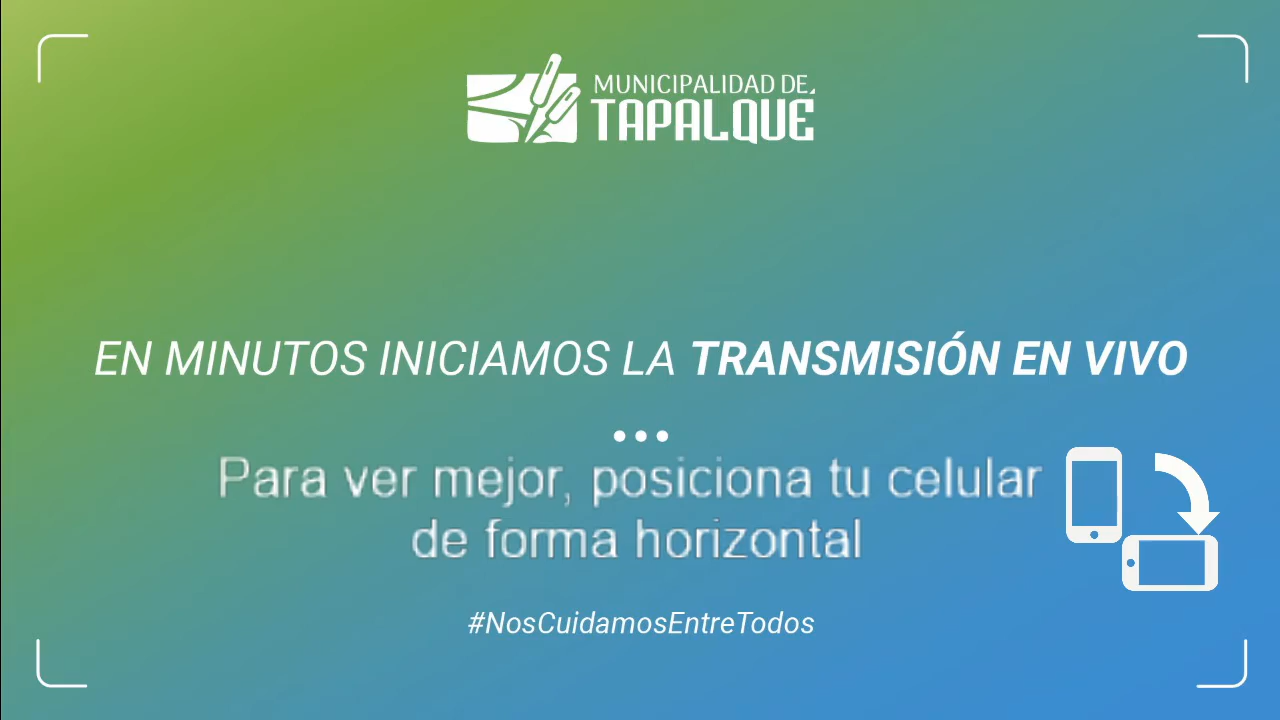 MUNICIPALIDAD DE
TAPALQUÉ
EN MINUTOS INICIAMOS LA TRANSMISIÓN EN VIVO
...
Para ver mejor, posiciona tu celular
de forma horizontal
#NosCuidamosEntreTodos